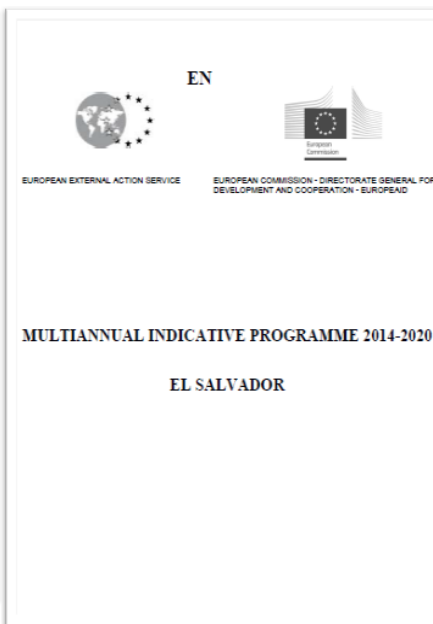 EN
European
Commission
EUROPEAN EXTERNAL ACTION SERVICE
EUROPEAN COMMISSION - DIRECTORATE GENERAL FOR
DEVELOPMENT AND COOPERATION - EUROPEAID
MULTIANNUAL INDICATIVE PROGRAMME 2014-2020
EL SALVADOR